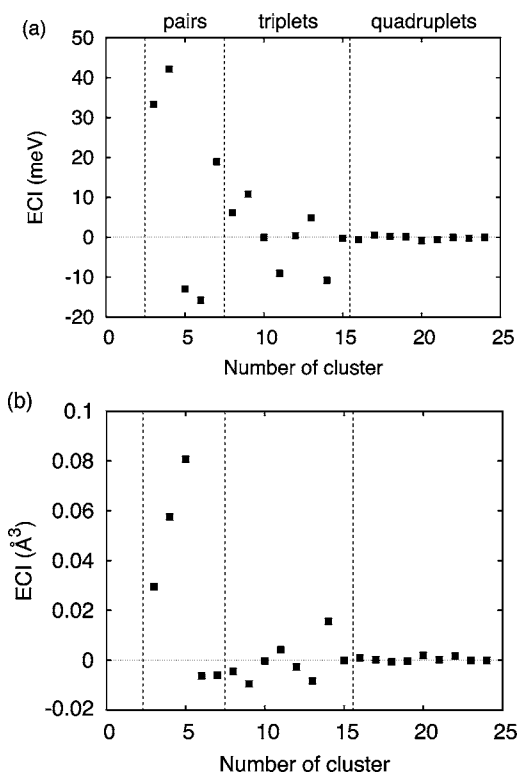 (a)
pairs triplets quadruplets
50
40
30
20
10
0
-10
-20
ECI (meV)
0 5 10 15 20 25
Number of cluster
(b)
0.1
0.08
0.06
0.04
0.02
0
-0.02
ECI (Å³)
0 5 10 15 20 25
Number of cluster